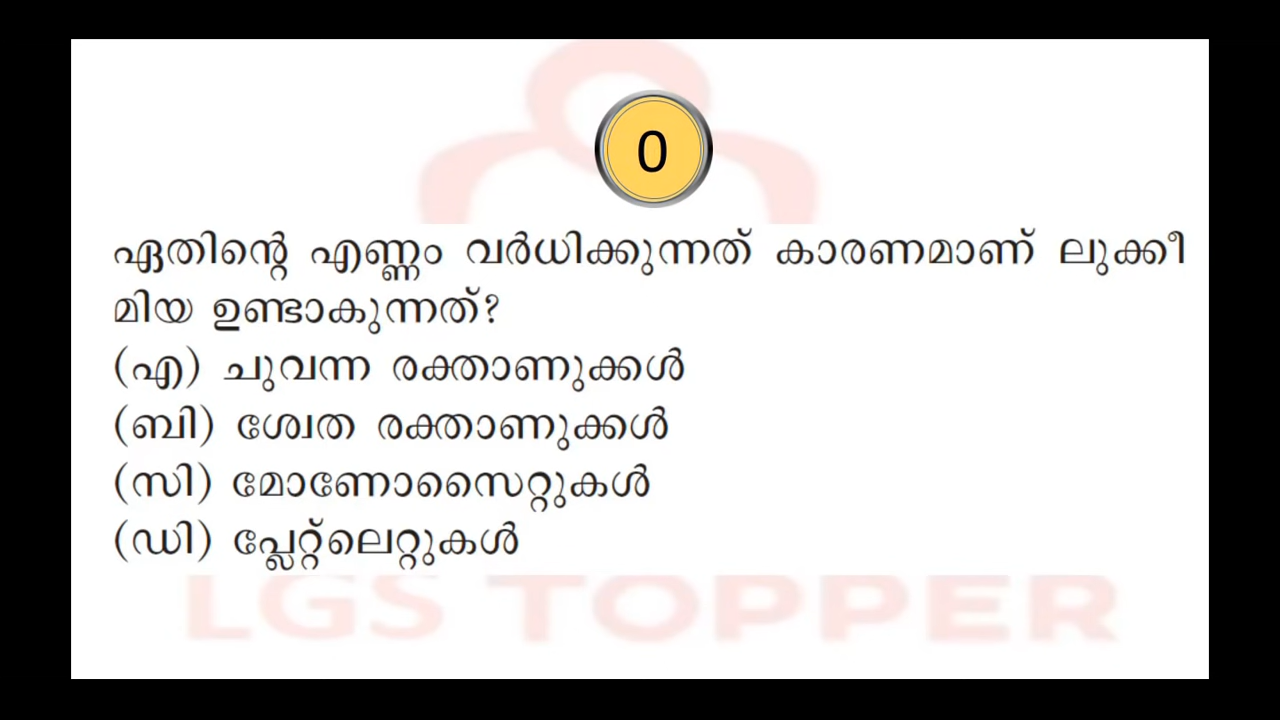 0
ഏതിന്റെ എണ്ണം വർധിക്കുന്നത് കാരണമാണ് ലുക്കീ
മിയ ഉണ്ടാകുന്നത്?
(എ) ചുവന്ന രക്താണുക്കൾ
(ബി) ശ്വേത രക്താണുക്കൾ
(സി) മോണോസൈറ്റുകൾ
(ഡി) പ്ലേറ്റ്ലെറ്റുകൾ
LGS TOPPER